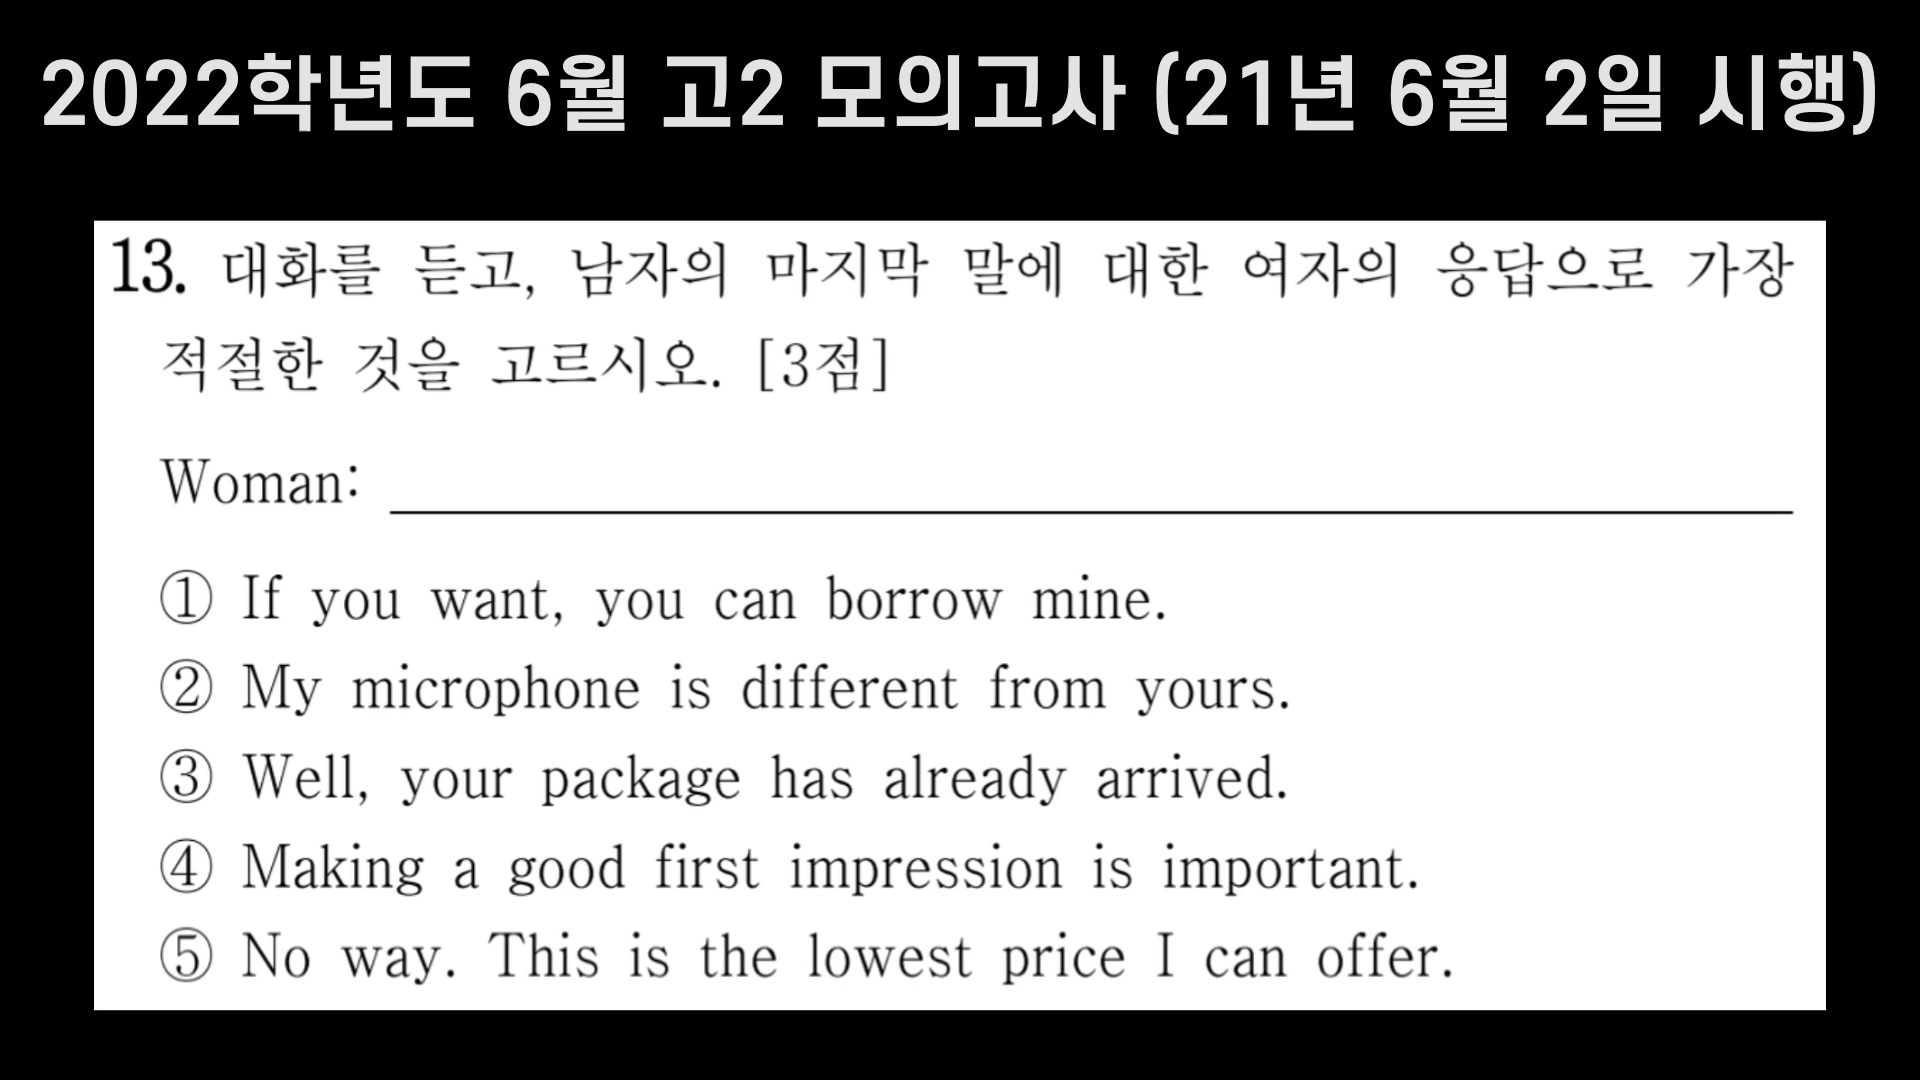 2022학년도 6월 고2 모의고사 (21년 6월 2일 시행)
13. 대화를 듣고, 남자의 마지막 말에 대한 여자의 응답으로 가장
적절한 것을 고르시오. [3점]
Woman: ____________________
① If you want, you can borrow mine.
② My microphone is different from yours.
③ Well, your package has already arrived.
④ Making a good first impression is important.
⑤ No way. This is the lowest price I can offer.